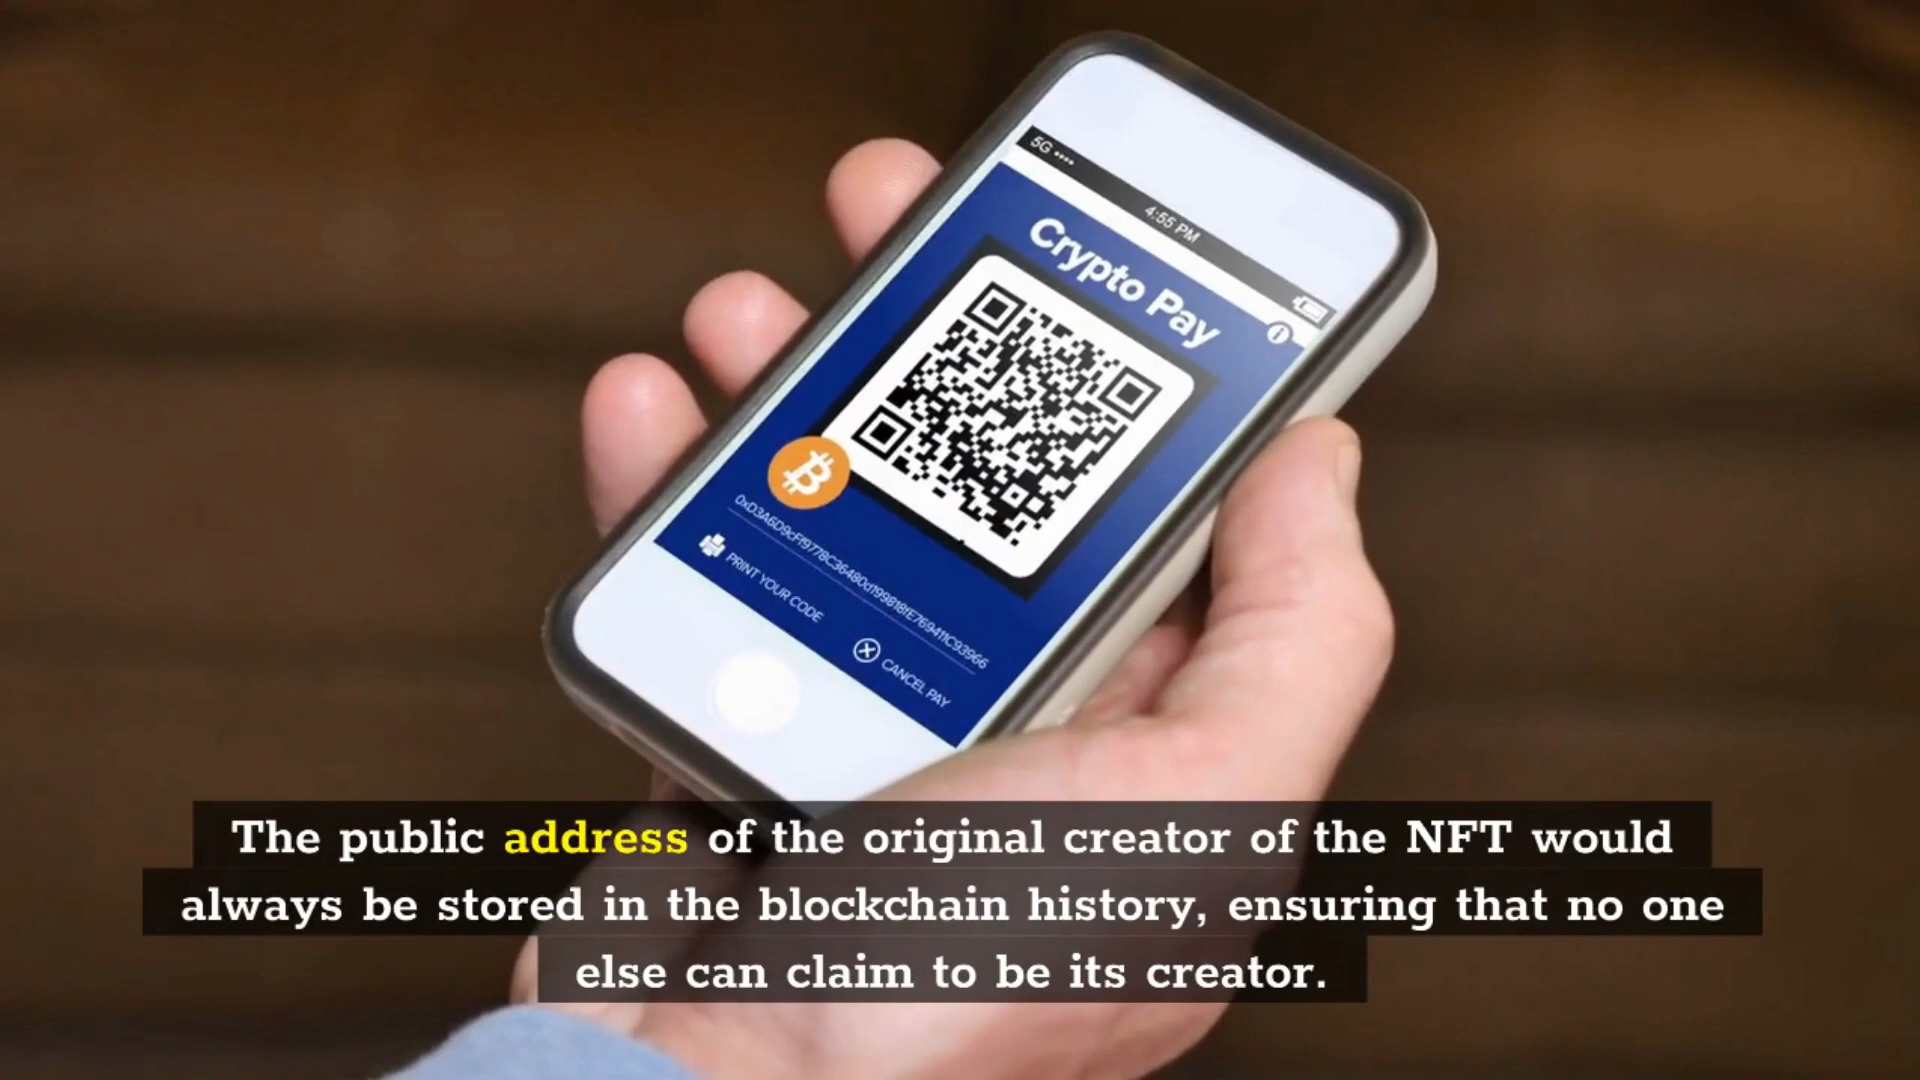 5G
4:55 PM
Crypto Pay
0xD3A6D9cFf9778C36480d199818fE769411C93966
PRINT YOUR CODE
CANCEL PAY
The public address of the original creator of the NFT would
always be stored in the blockchain history, ensuring that no one
else can claim to be its creator.